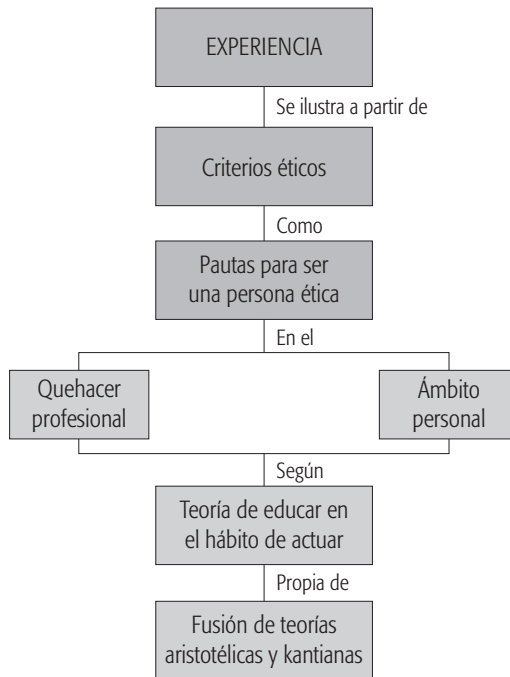 EXPERIENCIA
Se ilustra a partir de
Criterios éticos
Como
Pautas para ser
una persona ética
En el
Quehacer
profesional
Ámbito
personal
Según
Teoría de educar en
el hábito de actuar
Propia de
Fusión de teorías
aristotélicas y kantianas